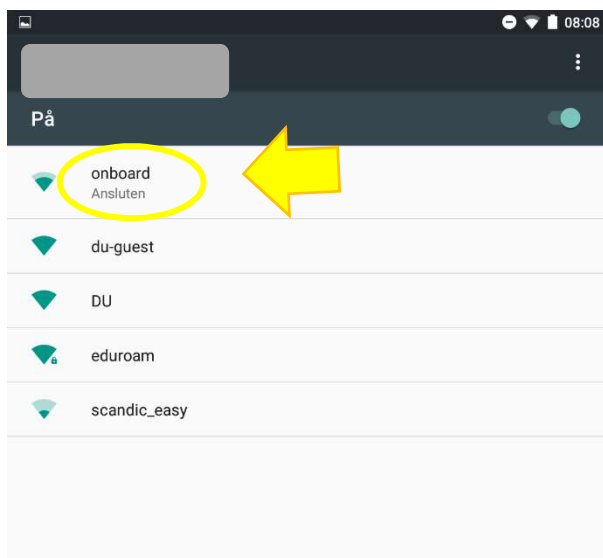 08:08
På
onboard
Ansluten
du-guest
DU
eduroam
scandic_easy